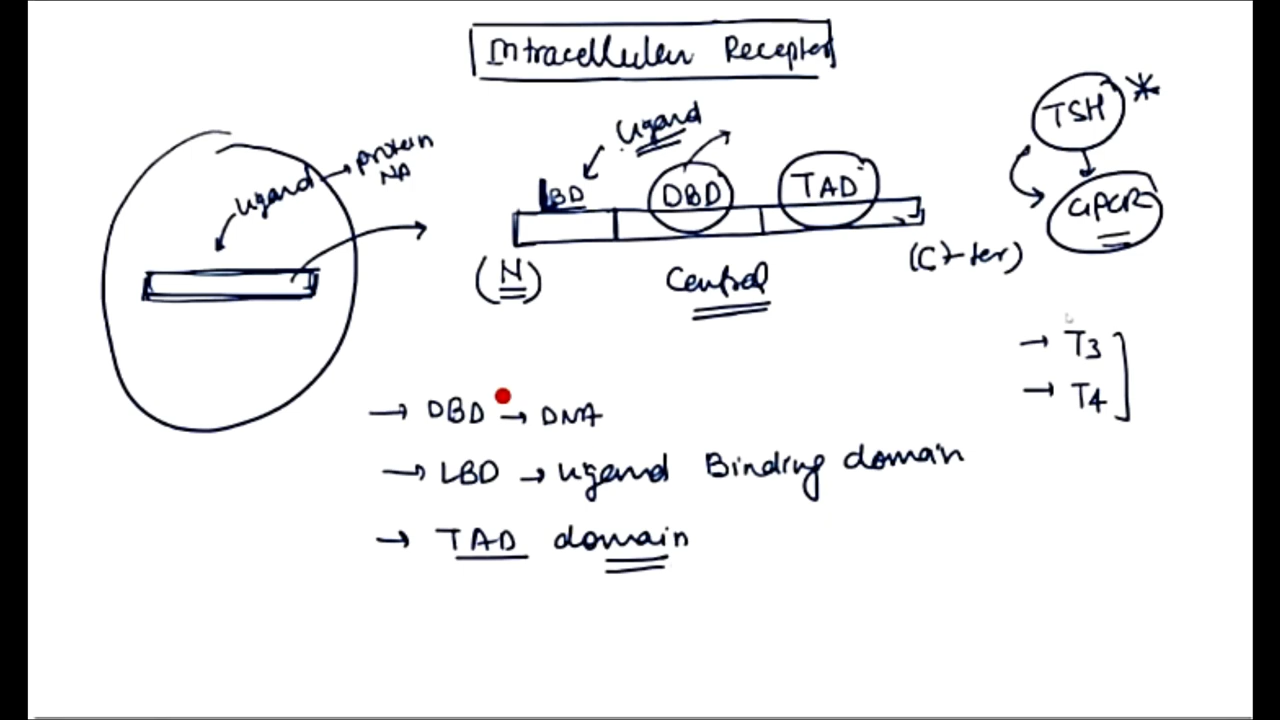 Intracellular Receptor
TSH *
ligand → protein
NA
ligand
LBD
DBD
TAD
GPCR
(N)
Central
(C)-ter)
→ T3
→ T4
→ DBD → DNA
→ LBD → ligand Binding domain
→ TAD domain